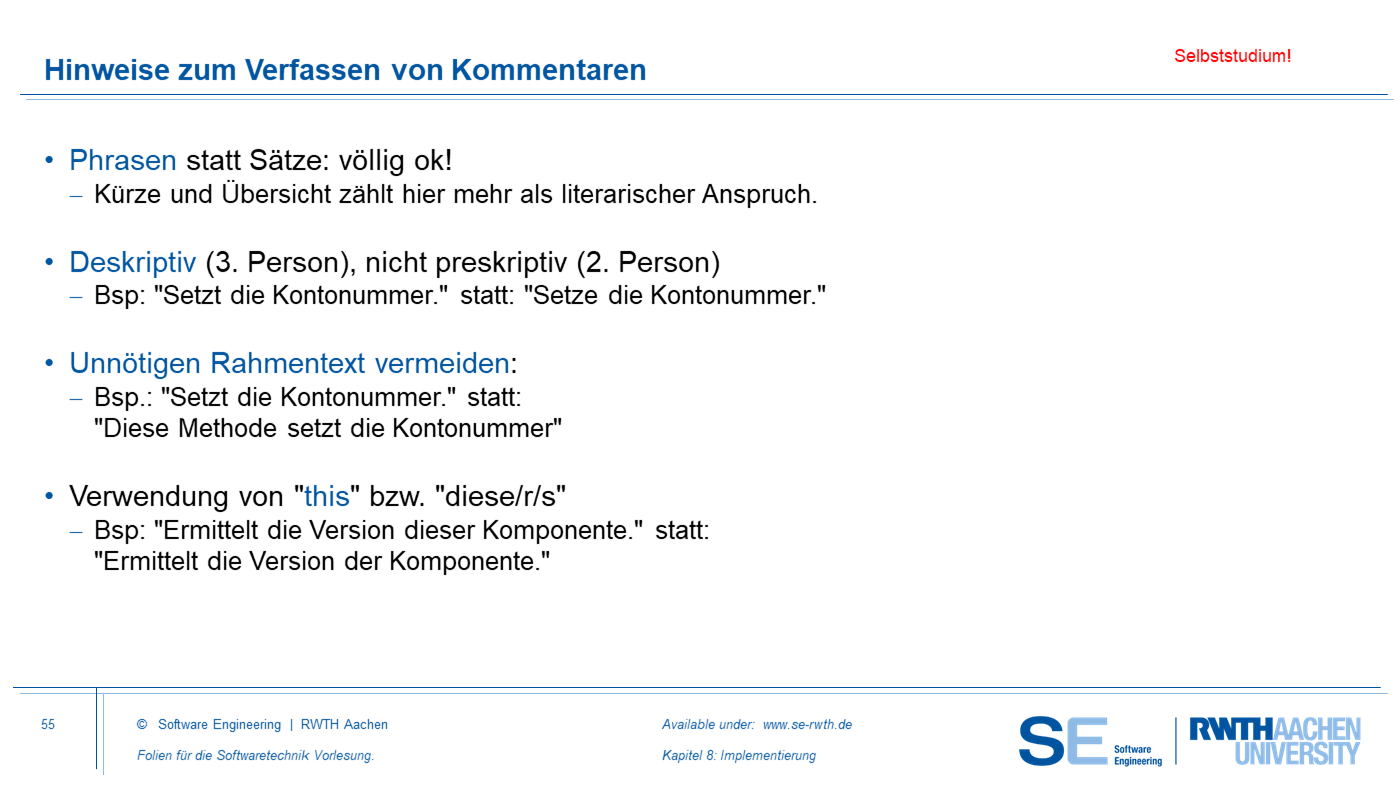 Hinweise zum Verfassen von Kommentaren
Selbststudium!
• Phrasen statt Sätze: völlig ok!
– Kürze und Übersicht zählt hier mehr als literarischer Anspruch.
• Deskriptiv (3. Person), nicht preskriptiv (2. Person)
– Bsp: "Setzt die Kontonummer." statt: "Setze die Kontonummer."
• Unnötigen Rahmentext vermeiden:
– Bsp.: "Setzt die Kontonummer." statt:
"Diese Methode setzt die Kontonummer"
• Verwendung von "this" bzw. "diese/r/s"
– Bsp: "Ermittelt die Version dieser Komponente." statt:
"Ermittelt die Version der Komponente."
55
© Software Engineering | RWTH Aachen
Folien für die Softwaretechnik Vorlesung.
Available under: www.se-rwth.de
Kapitel 8: Implementierung
SE Software
Engineering
RWTHAACHEN
UNIVERSITY